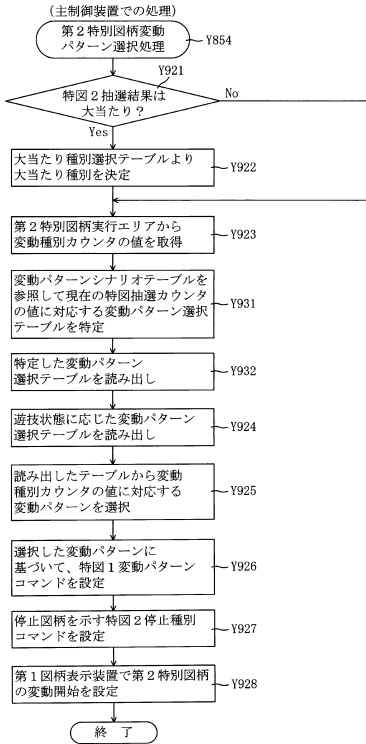 (主制御装置での処理)
第2特別図柄変動
パターン選択処理
Y854
Y921
特図2抽選結果は
大当たり?
No
Yes
大当たり種別選択テーブルより
大当たり種別を決定
Y922
第2特別図柄実行エリアから
変動種別カウンタの値を取得
Y923
変動パターンシナリオテーブルを
参照して現在の特図抽選カウンタ
の値に対応する変動パターン選択
テーブルを特定
Y931
特定した変動パターン
選択テーブルを読み出し
Y932
遊技状態に応じた変動パターン
選択テーブルを読み出し
Y924
読み出したテーブルから変動
種別カウンタの値に対応する
変動パターンを選択
Y925
選択した変動パターンに
基づいて、特図1変動パターン
コマンドを設定
Y926
停止図柄を示す特図2停止種別
コマンドを設定
Y927
第1図柄表示装置で第2特別図柄
の変動開始を設定
Y928
終 了